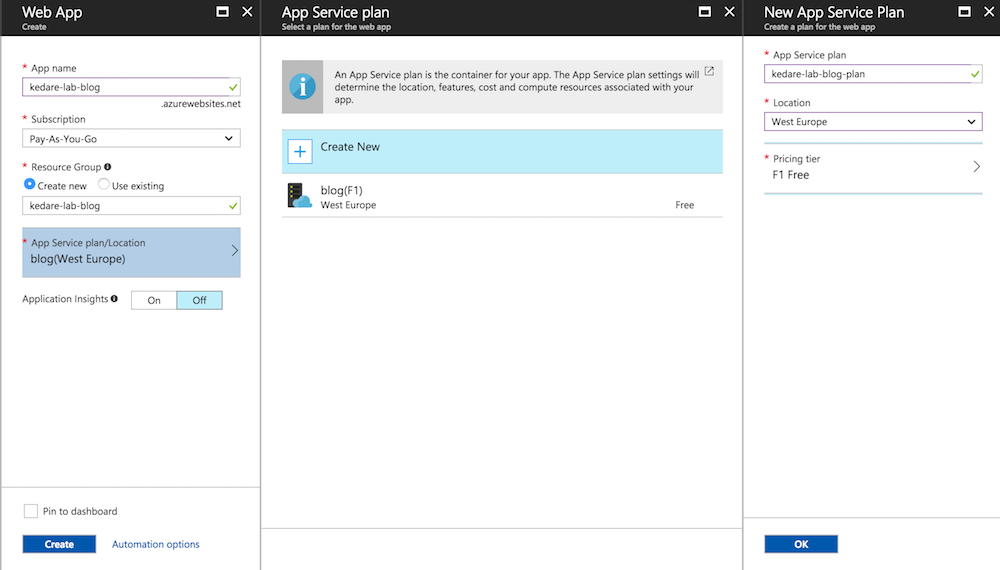 Web App
Create
* App name
kedare-lab-blog
.azurewebsites.net
* Subscription
Pay-As-You-Go
* Resource Group
Create new Use existing
kedare-lab-blog
* App Service plan/Location
blog(West Europe)
Application Insights On Off
Pin to dashboard
Create Automation options
App Service plan
Select a plan for the web app
An App Service plan is the container for your app. The App Service plan settings will
determine the location, features, cost and compute resources associated with your
app.
Create New
blog(F1)
West Europe Free
New App Service Plan
Create a plan for the web app
* App Service plan
kedare-lab-blog-plan
* Location
West Europe
* Pricing tier
F1 Free
OK